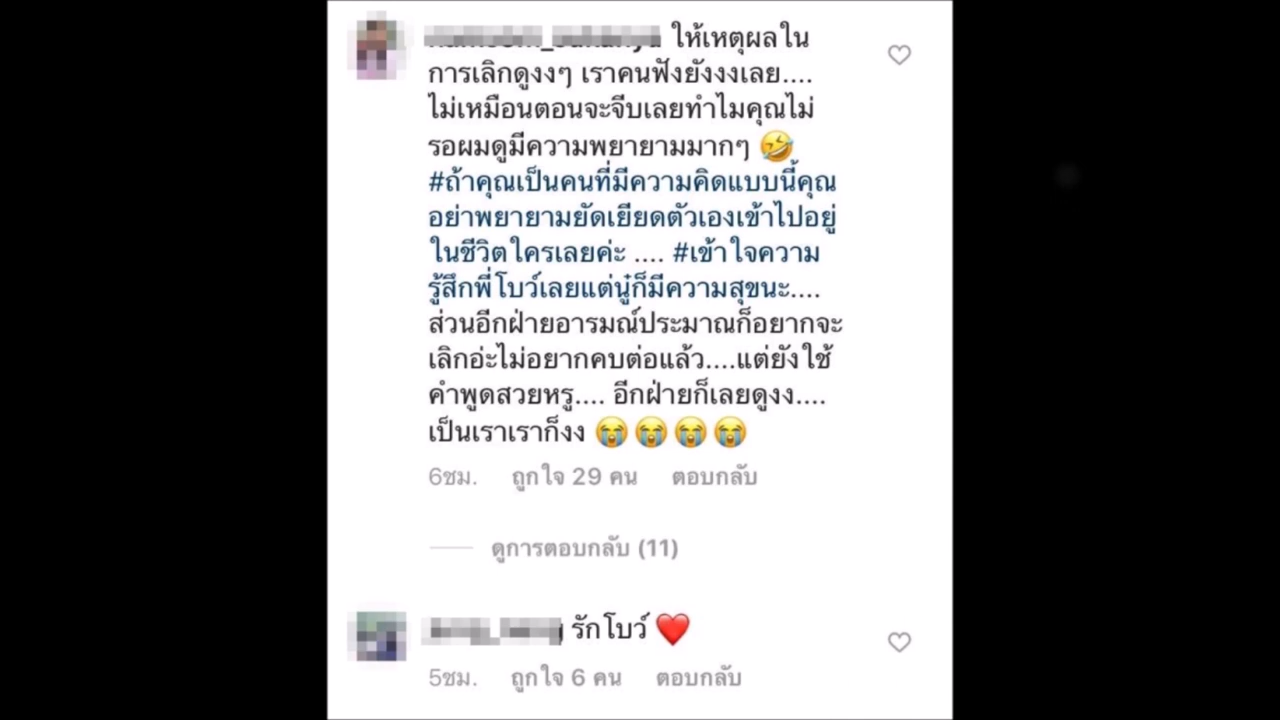 ให้เหตุผลใน
การเลิกดูงงๆ เราคนฟังยังงงเลย....
ไม่เหมือนตอนจะจีบเลยทำไมคุณไม่
รอผมดูมีความพยายามมากๆ 🤣
#ถ้าคุณเป็นคนที่มีความคิดแบบนี้คุณ
อย่าพยายามยัดเยียดตัวเองเข้าไปอยู่
ในชีวิตใครเลยค่ะ .... #เข้าใจความ
รู้สึกพี่โบว์เลยแต่นู๋ก็มีความสุขนะ....
ส่วนอีกฝ่ายอารมณ์ประมาณก็อยากจะ
เลิกอ่ะไม่อยากคบต่อแล้ว....แต่ยังใช้
คำพูดสวยหรู.... อีกฝ่ายก็เลยดูงง....
เป็นเราเราก็งง 😭😭😭😭
6ชม. ถูกใจ 29 คน ตอบกลับ
ดูการตอบกลับ (11)
รักโบว์ ❤️
5ชม. ถูกใจ 6 คน ตอบกลับ